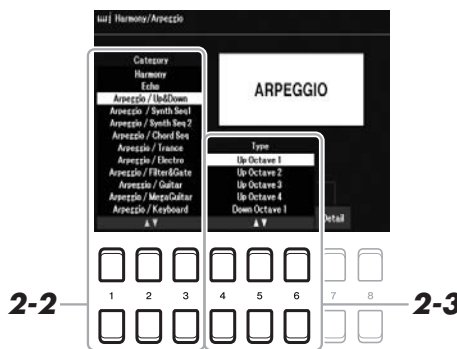 Harmony/Arpeggio
Category
Harmony
Echo
Arpeggio / Up&Down
Arpeggio / Synth Seq1
Arpeggio / Synth Seq 2
Arpeggio / Chord Seq
Arpeggio / Trance
Arpeggio / Electro
Arpeggio / Filter&Gate
Arpeggio / Guitar
Arpeggio / MegaGuitar
Arpeggio / Keyboard
ARPEGGIO
Type
Up Octave 1
Up Octave 2
Up Octave 3
Up Octave 4
Down Octave 1
Detail
1 2 3 4 5 6 7 8
2-2
2-3